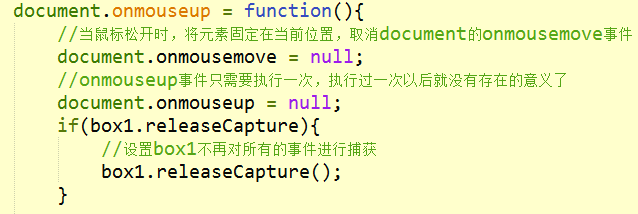 document.onmouseup = function(){
//当鼠标松开时，将元素固定在当前位置，取消document的onmousemove事件
document.onmousemove = null;
//onmouseup事件只需要执行一次，执行过一次以后就没有存在的意义了
document.onmouseup = null;
if(box1.releaseCapture){
//设置box1不再对所有的事件进行捕获
box1.releaseCapture();
}